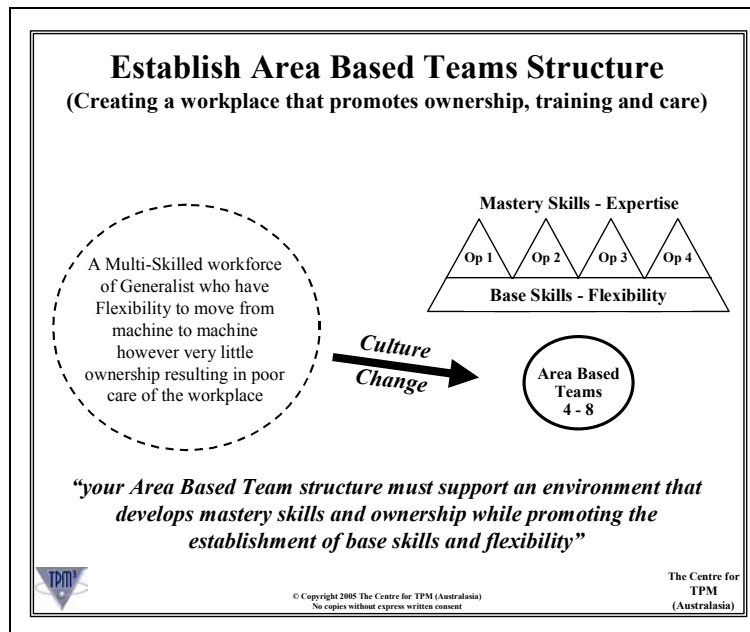 Establish Area Based Teams Structure
(Creating a workplace that promotes ownership, training and care)
A Multi-Skilled workforce
of Generalist who have
Flexibility to move from
machine to machine
however very little
ownership resulting in poor
care of the workplace
Culture
Change
Mastery Skills - Expertise
Op 1 Op 2 Op 3 Op 4
Base Skills - Flexibility
Area Based
Teams
4 - 8
“your Area Based Team structure must support an environment that
develops mastery skills and ownership while promoting the
establishment of base skills and flexibility”
TPM3
© Copyright 2005 The Centre for TPM (Australasia)
No copies without express written consent
The Centre for
TPM
(Australasia)